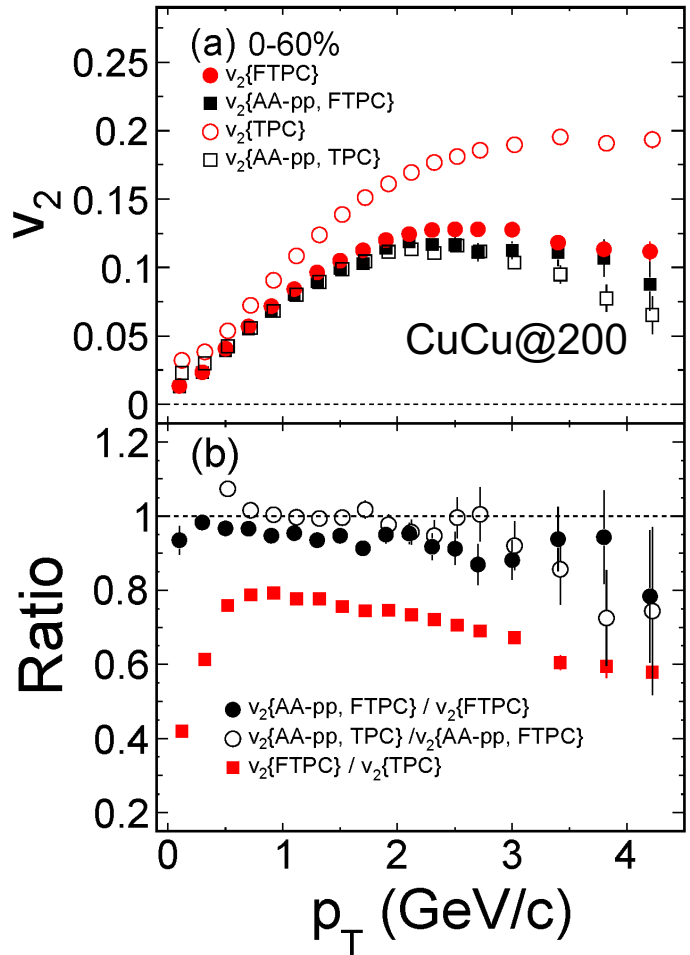 (a) 0-60%
v2{FTPC}
v2{AA-pp, FTPC}
v2{TPC}
v2{AA-pp, TPC}
0.25
0.2
0.15
0.1
0.05
0
v2
CuCu@200
(b)
1.2
1
0.8
0.6
0.4
0.2
Ratio
v2{AA-pp, FTPC} / v2{FTPC}
v2{AA-pp, TPC} /v2{AA-pp, FTPC}
v2{FTPC} / v2{TPC}
0 1 2 3 4
pT (GeV/c)